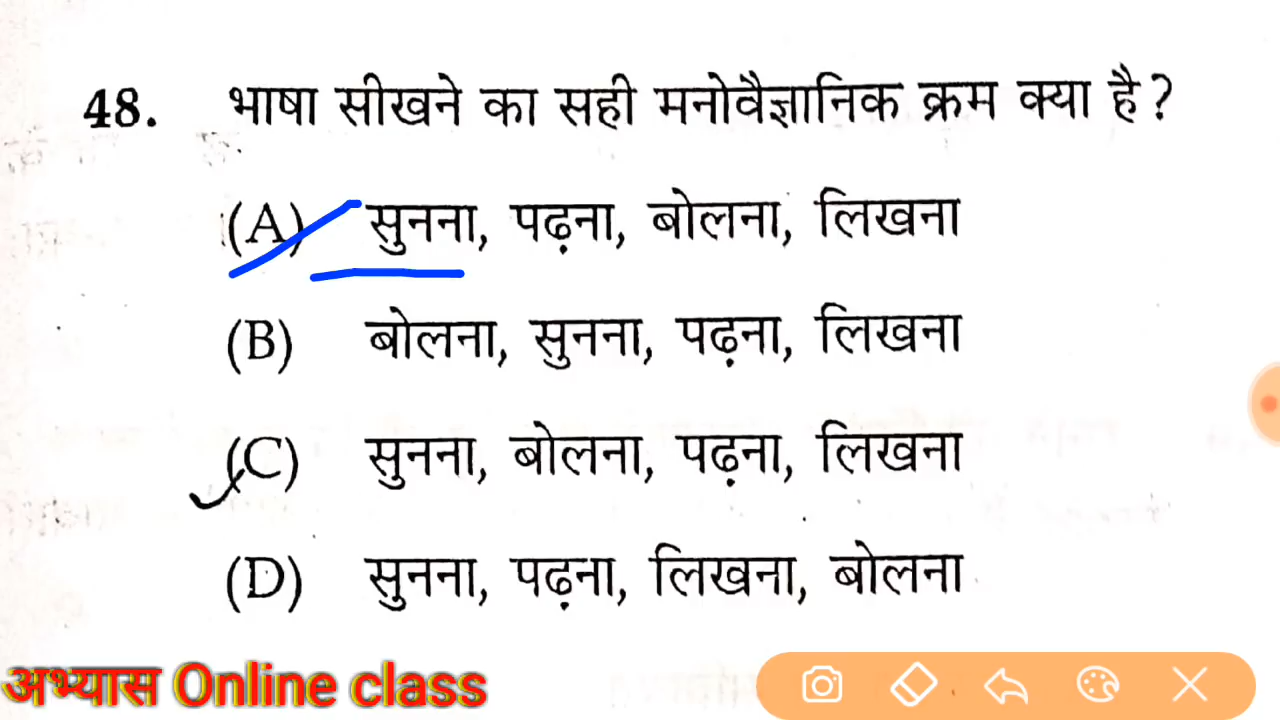 48. भाषा सीखने का सही मनोवैज्ञानिक क्रम क्या है?
(A) सुनना, पढ़ना, बोलना, लिखना
(B) बोलना, सुनना, पढ़ना, लिखना
(C) सुनना, बोलना, पढ़ना, लिखना
(D) सुनना, पढ़ना, लिखना, बोलना
अभ्यास Online class